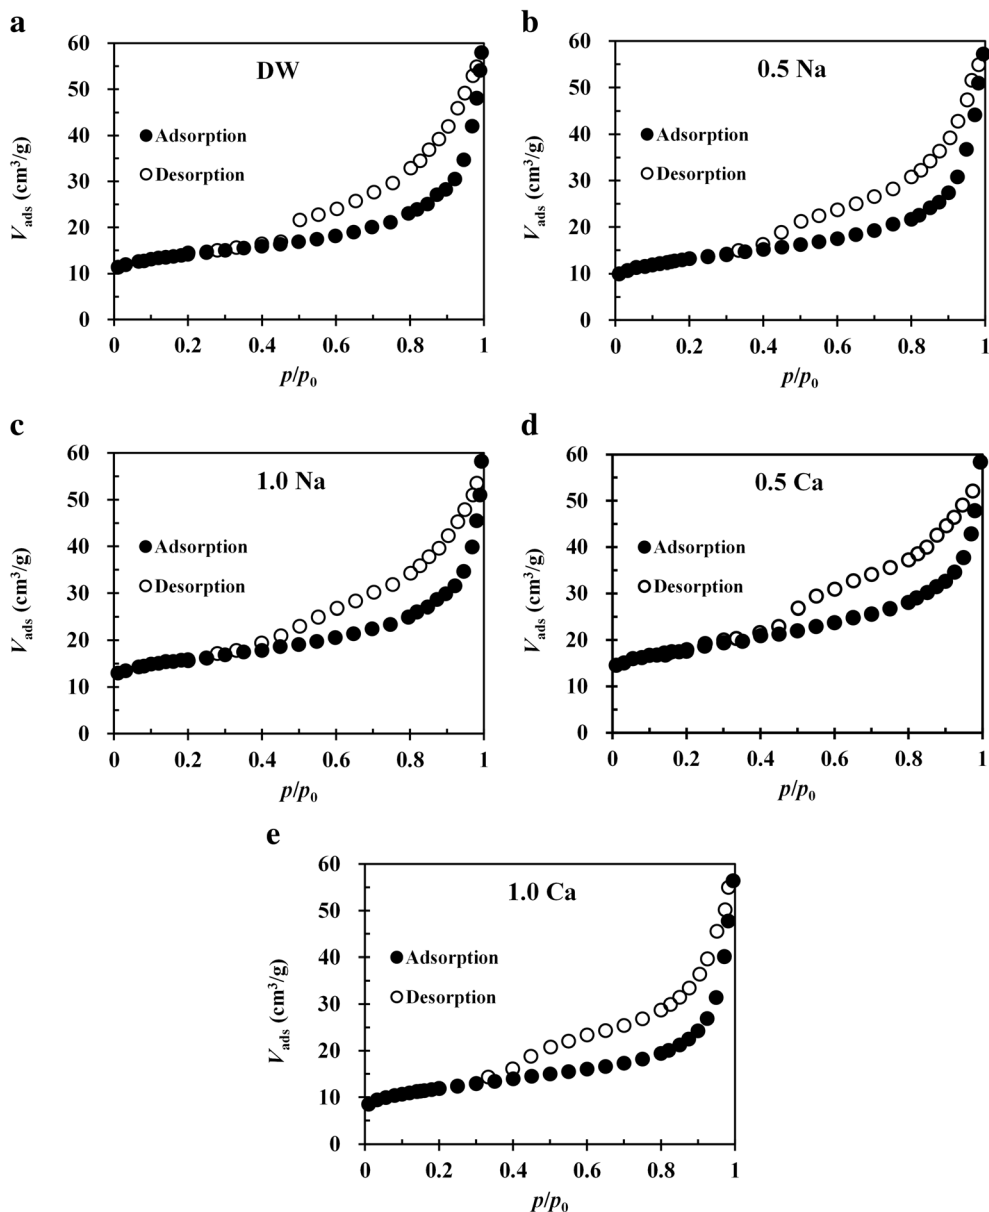 a
60
50
40
30
20
10
0
V_ads (cm³/g)
DW
Adsorption
Desorption
0 0.2 0.4 0.6 0.8 1
p/p₀
b
60
50
40
30
20
10
0
V_ads (cm³/g)
0.5 Na
Adsorption
Desorption
0 0.2 0.4 0.6 0.8 1
p/p₀
c
60
50
40
30
20
10
0
V_ads (cm³/g)
1.0 Na
Adsorption
Desorption
0 0.2 0.4 0.6 0.8 1
p/p₀
d
60
50
40
30
20
10
0
V_ads (cm³/g)
0.5 Ca
Adsorption
Desorption
0 0.2 0.4 0.6 0.8 1
p/p₀
e
60
50
40
30
20
10
0
V_ads (cm³/g)
1.0 Ca
Adsorption
Desorption
0 0.2 0.4 0.6 0.8 1
p/p₀